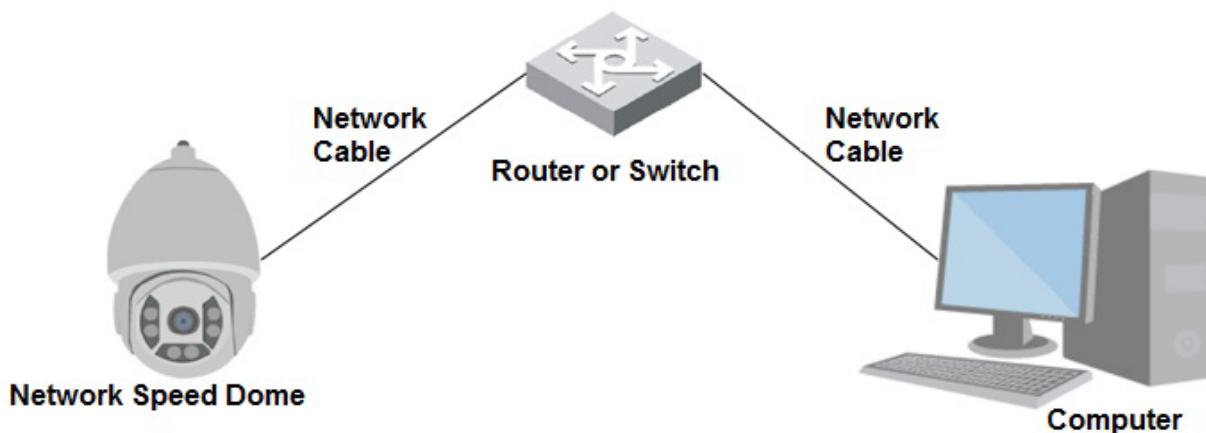 Network
Cable
Network
Cable
Router or Switch
Network Speed Dome
Computer